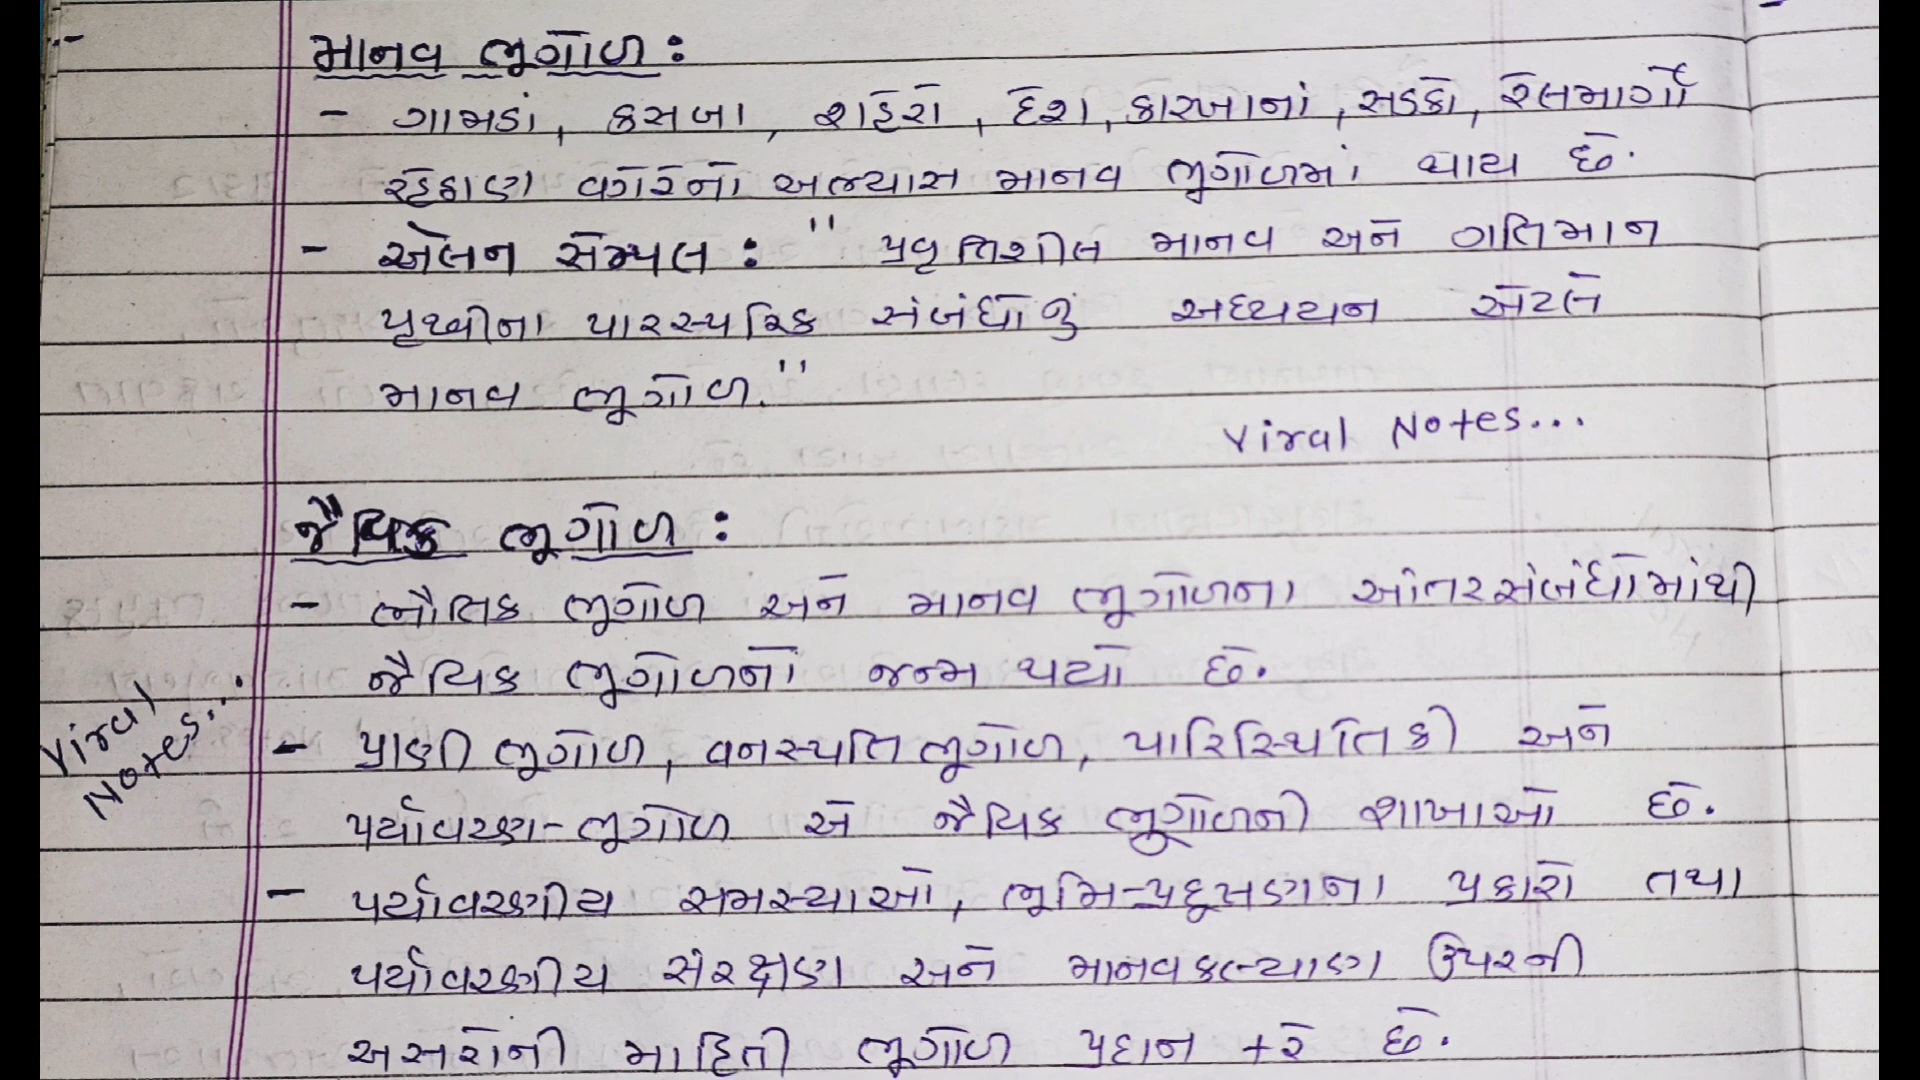 માનવ ભૂગોળ :
- ગામડાં, કસબા, શહેરો, દેશ, કારખાનાં, સડકો, રેલમાર્ગો
રહેઠાણ વગેરેનો અભ્યાસ માનવ ભૂગોળમાં થાય છે.
- એલન સેમ્પલ : " પ્રવૃત્તિશીલ માનવ અને ગતિમાન
પૃથ્વીના પારસ્પરિક સંબંધોનું અધ્યયન એટલે
માનવ ભૂગોળ."
Viral Notes...
જૈવિક ભૂગોળ :
- ભૌતિક ભૂગોળ અને માનવ ભૂગોળના આંતરસંબંધોમાંથી
જૈવિક ભૂગોળનો જન્મ થયો છે.
Viral
Notes...
- પ્રાણીભૂગોળ, વનસ્પતિભૂગોળ, પારિસ્થિતિકી અને
પર્યાવરણ-ભૂગોળ એ જૈવિક ભૂગોળની શાખાઓ છે.
- પર્યાવરણીય સમસ્યાઓ, ભૂમિ-પ્રદૂષણના પ્રકારો તથા
પર્યાવરણીય સંરક્ષણ અને માનવકલ્યાણ ઉપરની
અસરોની માહિતી ભૂગોળ પ્રદાન કરે છે.